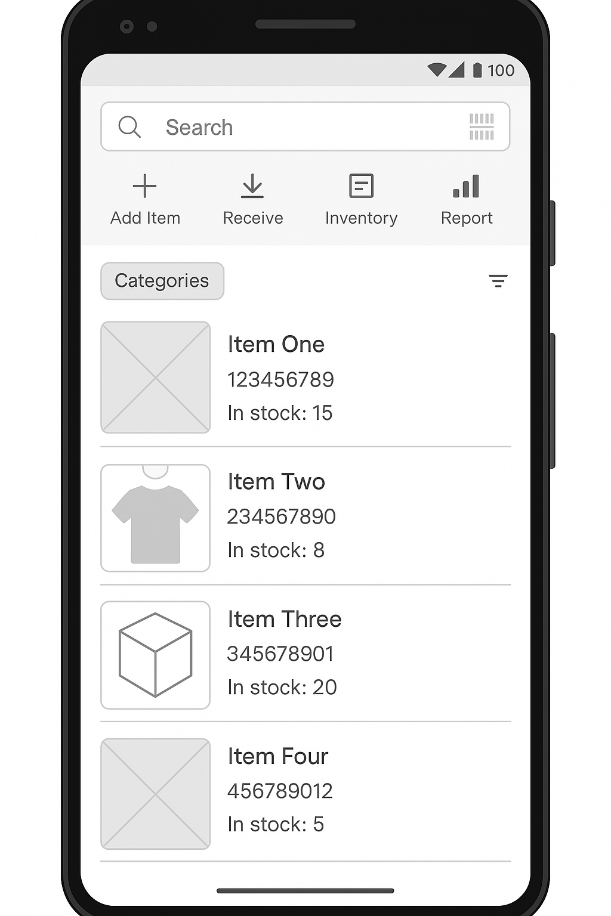 100
Search
Add Item Receive Inventory Report
Categories
Item One
123456789
In stock: 15
Item Two
234567890
In stock: 8
Item Three
345678901
In stock: 20
Item Four
456789012
In stock: 5